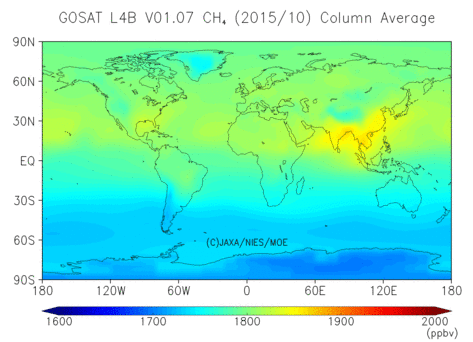 GOSAT L4B V01.07 CH₄ (2015/10) Column Average
90N
60N
30N
EQ
30S
60S
90S
(C)JAXA/NIES/MOE
180 120W 60W 0 60E 120E 180
1600 1700 1800 1900 2000
(ppbv)